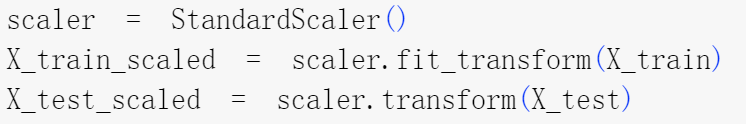 scaler = StandardScaler()
X_train_scaled = scaler.fit_transform(X_train)
X_test_scaled = scaler.transform(X_test)